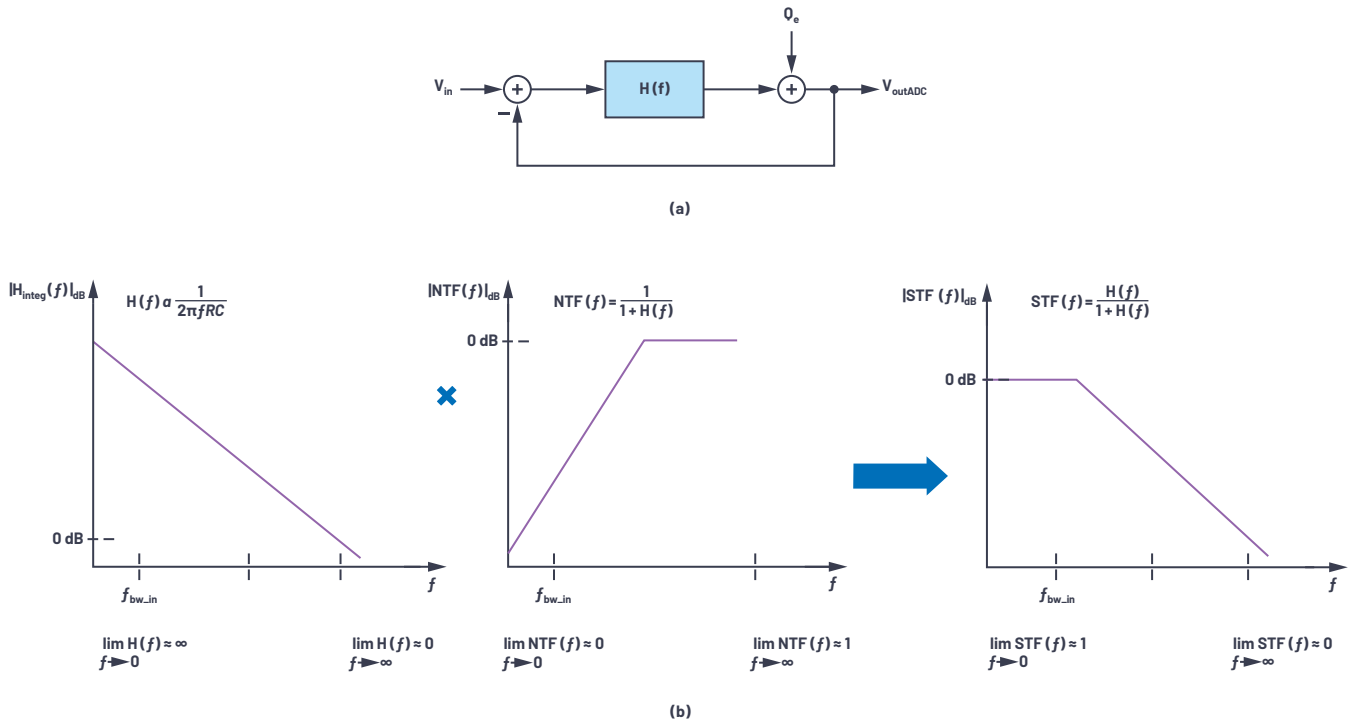 Qe
Vin
+
H(f)
+
VoutADC
−
(a)
|Hinteg(f)|dB
H(f) α 1
2πfRC
0 dB
fbw_in
f
lim H(f) ≈ ∞
f→0
lim H(f) ≈ 0
f→∞
|NTF(f)|dB
NTF(f) = 1
1 + H(f)
0 dB
fbw_in
f
lim NTF(f) ≈ 0
f→0
lim NTF(f) ≈ 1
f→∞
|STF (f)|dB
STF(f) = H(f)
1 + H(f)
0 dB
fbw_in
f
lim STF(f) ≈ 1
f→0
lim STF(f) ≈ 0
f→∞
(b)